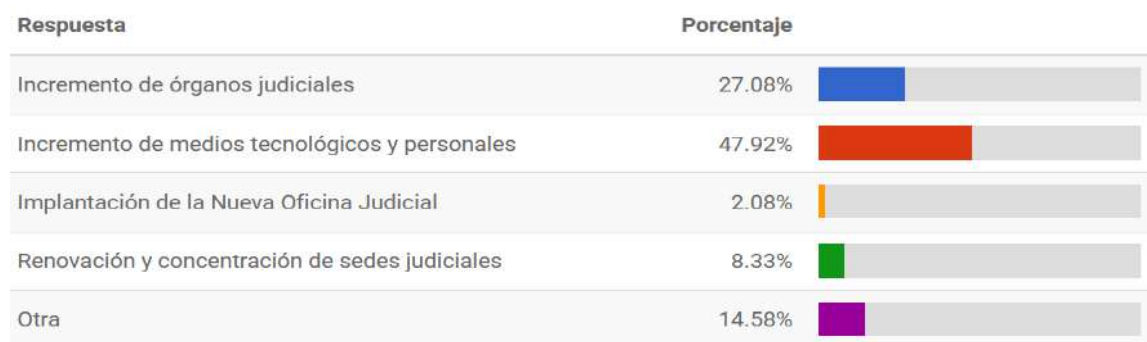 Respuesta Porcentaje
Incremento de órganos judiciales 27.08%
Incremento de medios tecnológicos y personales 47.92%
Implantación de la Nueva Oficina Judicial 2.08%
Renovación y concentración de sedes judiciales 8.33%
Otra 14.58%